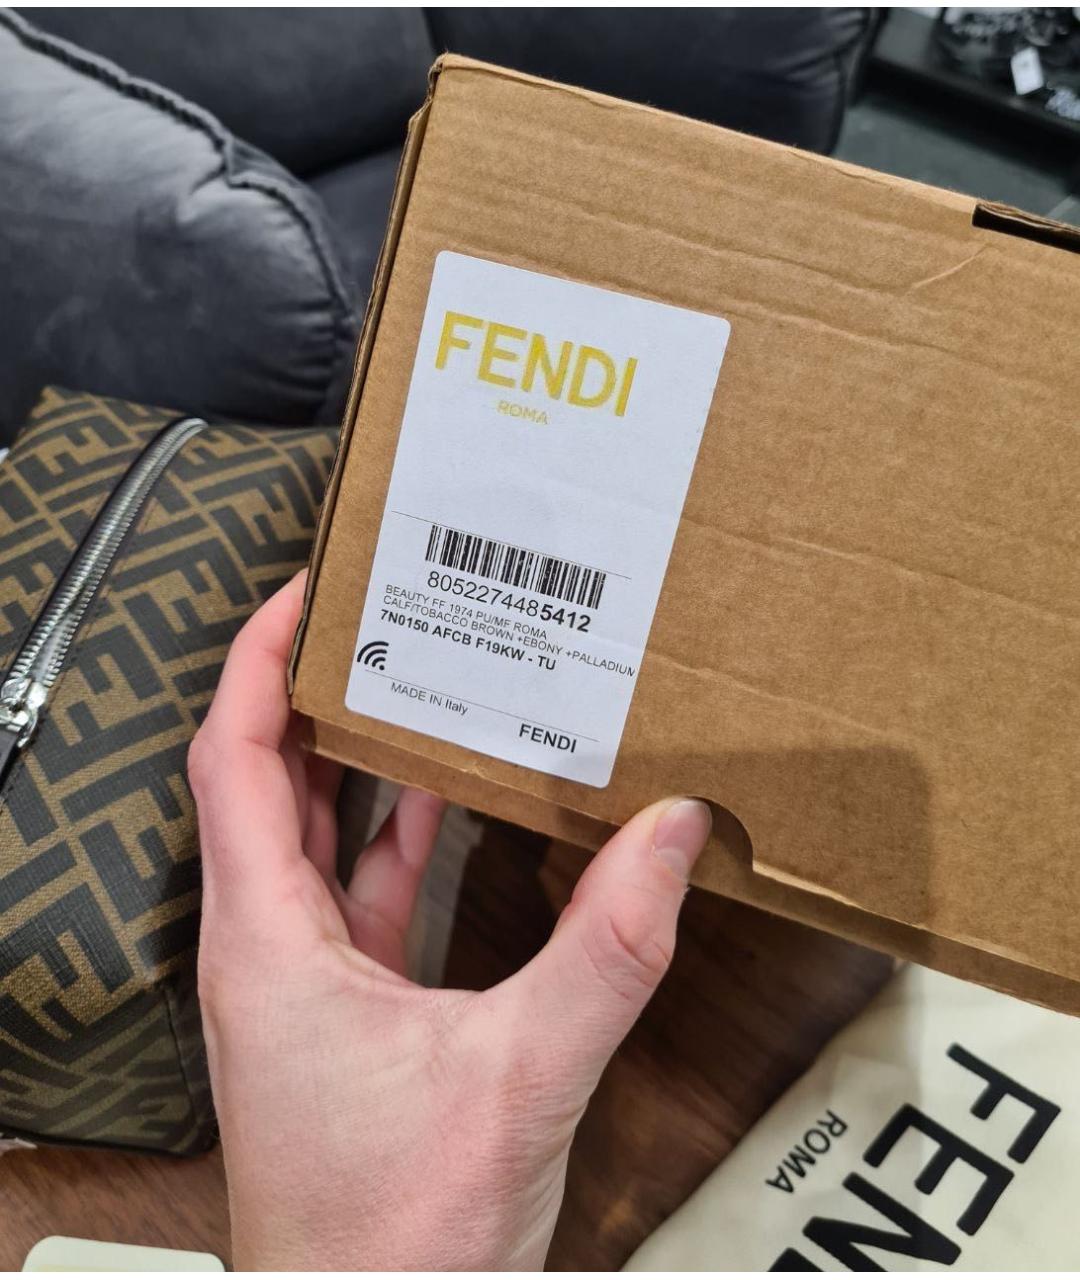 FENDI
ROMA
8052274485412
BEAUTY FF 1974 PU/MF ROMA
CALF/TOBACCO BROWN +EBONY +PALLADIUM
7N0150 AFCB F19KW - TU
MADE IN Italy
FENDI
FEN
ROMA